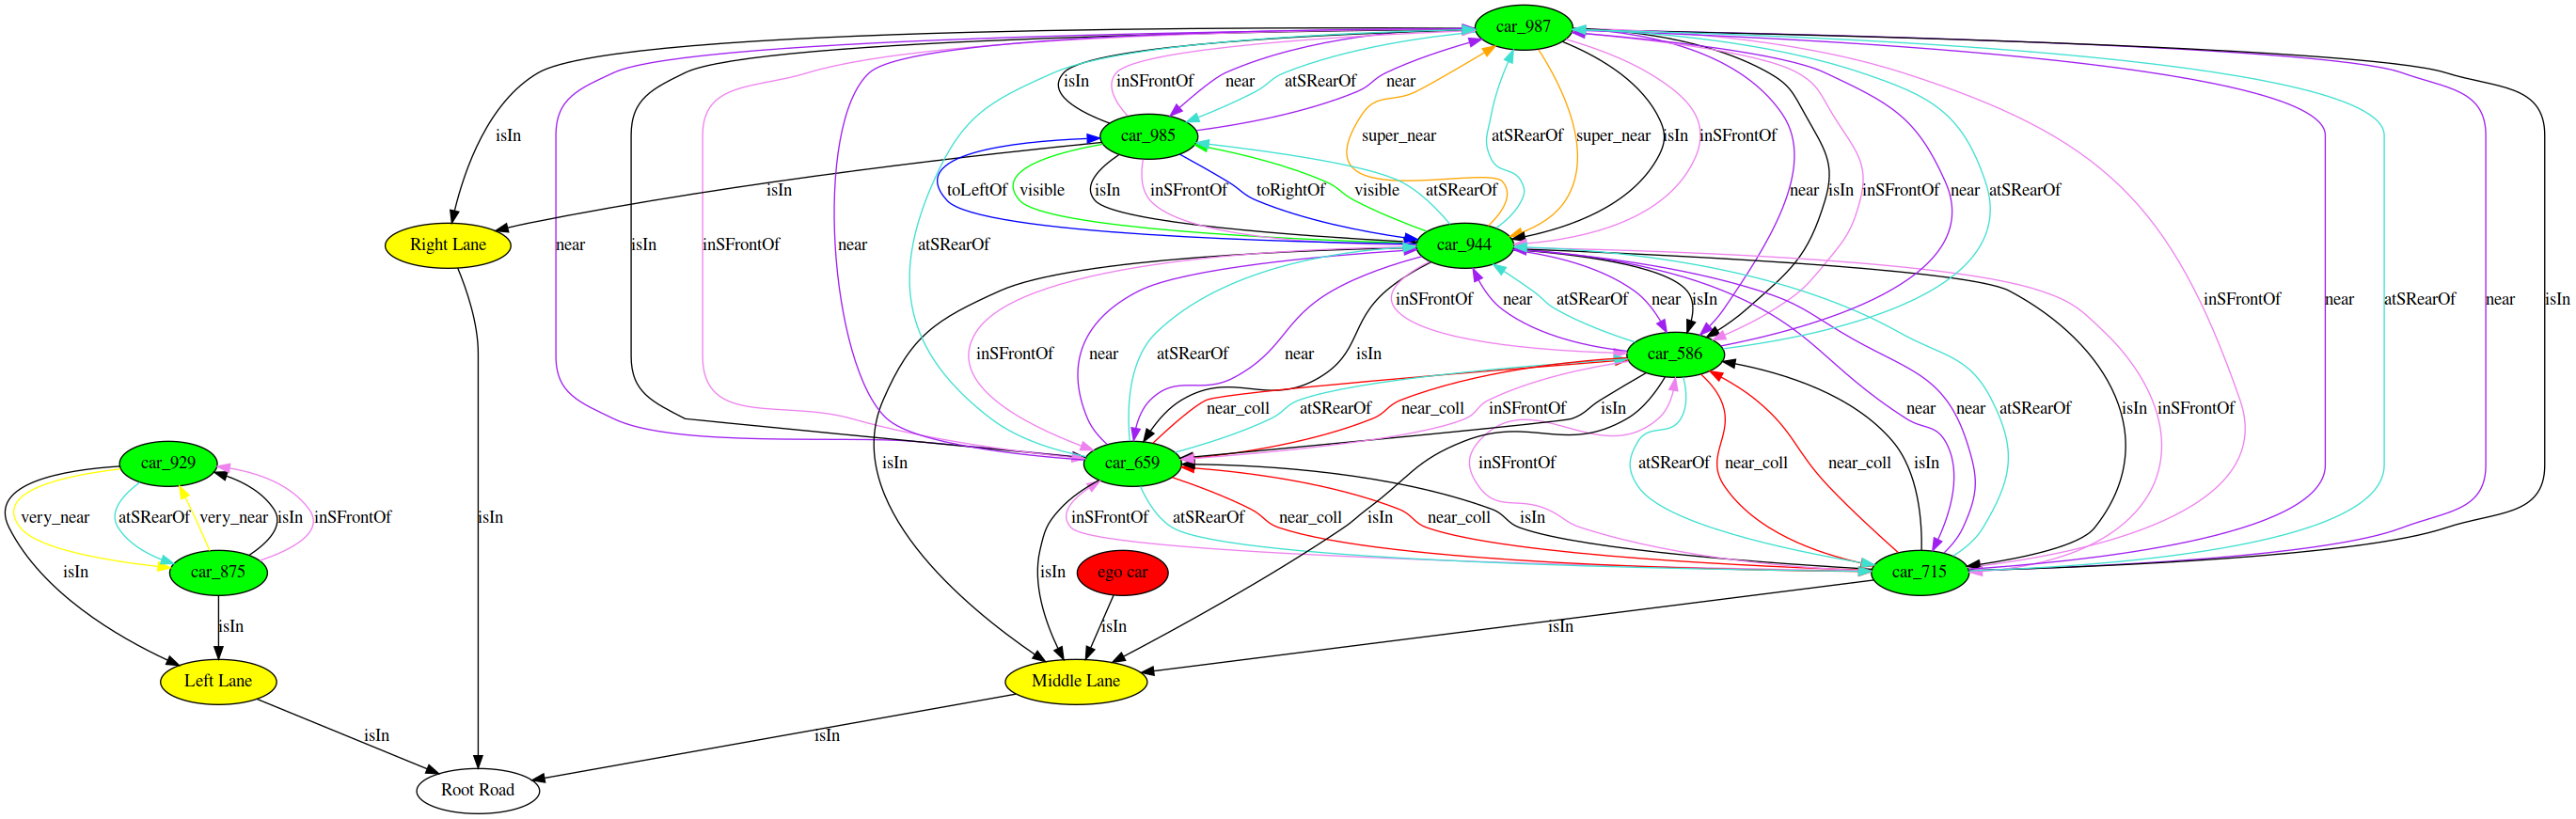 car_987
isIn inSFrontOf near atSRearOf near
car_985
isIn super_near atSRearOf super_near isIn inSFrontOf
isIn toLeftOf visible isIn inSFrontOf toRightOf visible atSRearOf near isIn inSFrontOf near atSRearOf
Right Lane near isIn inSFrontOf near atSRearOf car_944
inSFrontOf near atSRearOf near isIn inSFrontOf near atSRearOf near isIn
inSFrontOf near atSRearOf near isIn car_586
near_coll atSRearOf near_coll inSFrontOf isIn near near atSRearOf isIn inSFrontOf
car_929 isIn car_659 inSFrontOf atSRearOf near_coll near_coll isIn
very_near atSRearOf very_near isIn inSFrontOf isIn inSFrontOf atSRearOf near_coll isIn near_coll isIn
isIn car_875 isIn ego car car_715
isIn isIn isIn
Left Lane Middle Lane
isIn isIn
Root Road